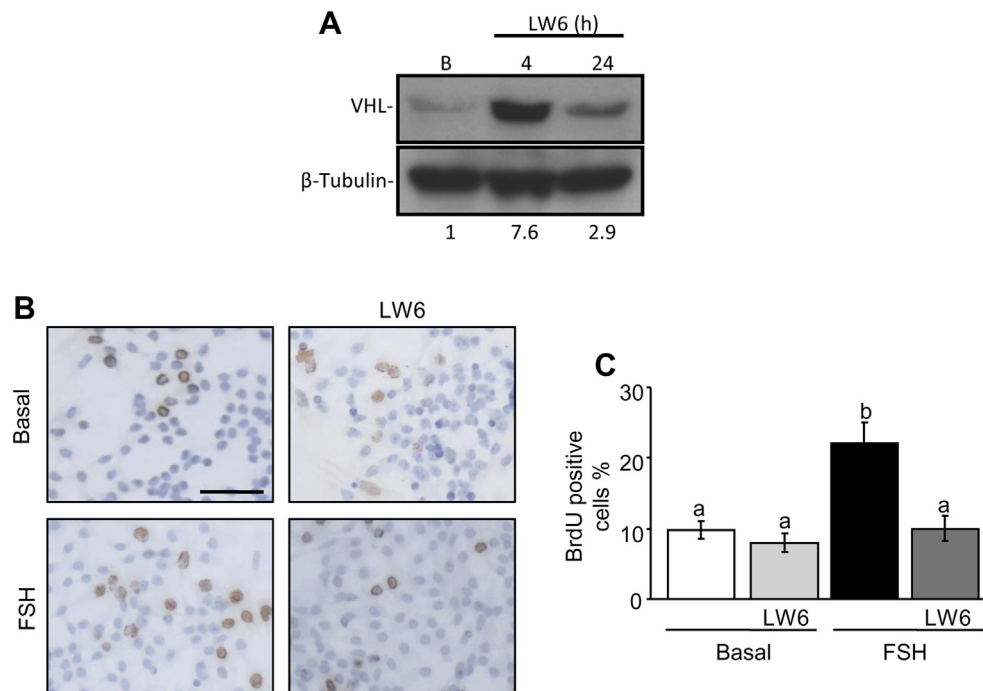 A
LW6 (h)
B 4 24
VHL-
β-Tubulin-
1 7.6 2.9
B
LW6
Basal
FSH
C
BrdU positive
cells %
30
20
10
0
a
a
b
a
LW6 LW6
Basal FSH